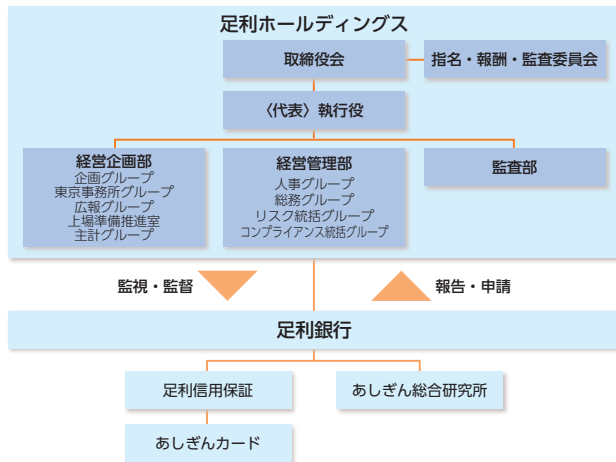 足利ホールディングス
取締役会
指名・報酬・監査委員会
〈代表〉執行役
経営企画部
企画グループ
東京事務所グループ
広報グループ
上場準備推進室
主計グループ
経営管理部
人事グループ
総務グループ
リスク統括グループ
コンプライアンス統括グループ
監査部
監視・監督
報告・申請
足利銀行
足利信用保証
あしぎん総合研究所
あしぎんカード